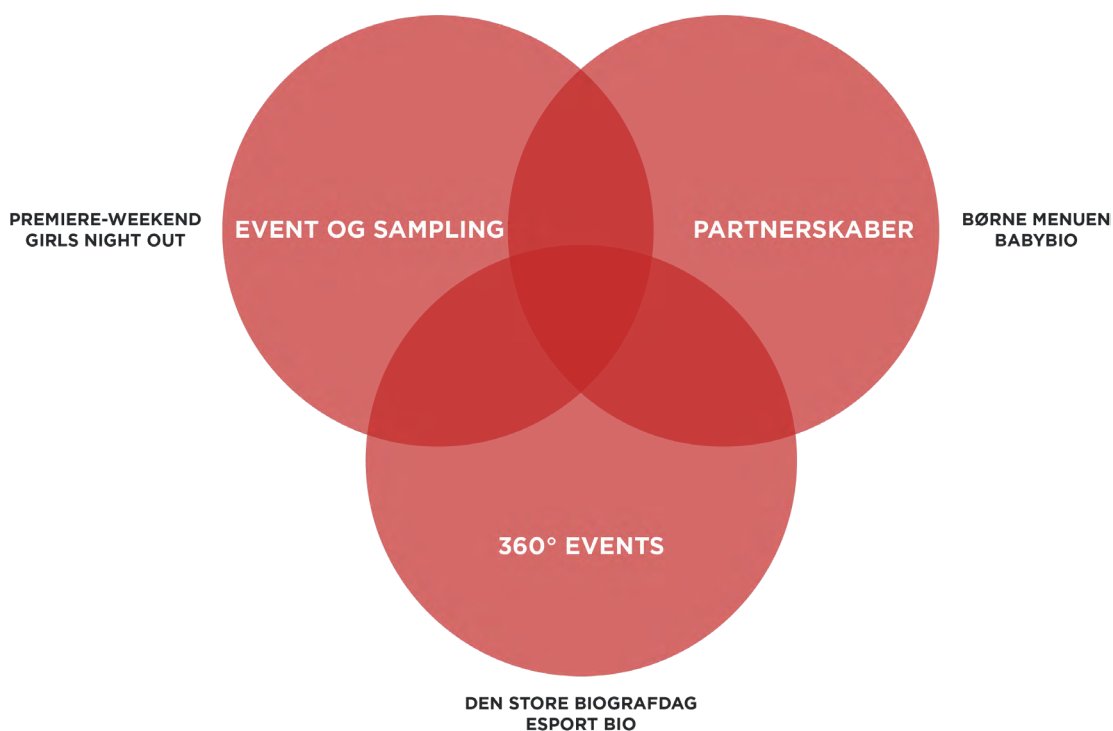 PREMIERE-WEEKEND
GIRLS NIGHT OUT
EVENT OG SAMPLING
PARTNERSKABER
BØRNE MENUEN
BABYBIO
360° EVENTS
DEN STORE BIOGRAFDAG
ESPORT BIO